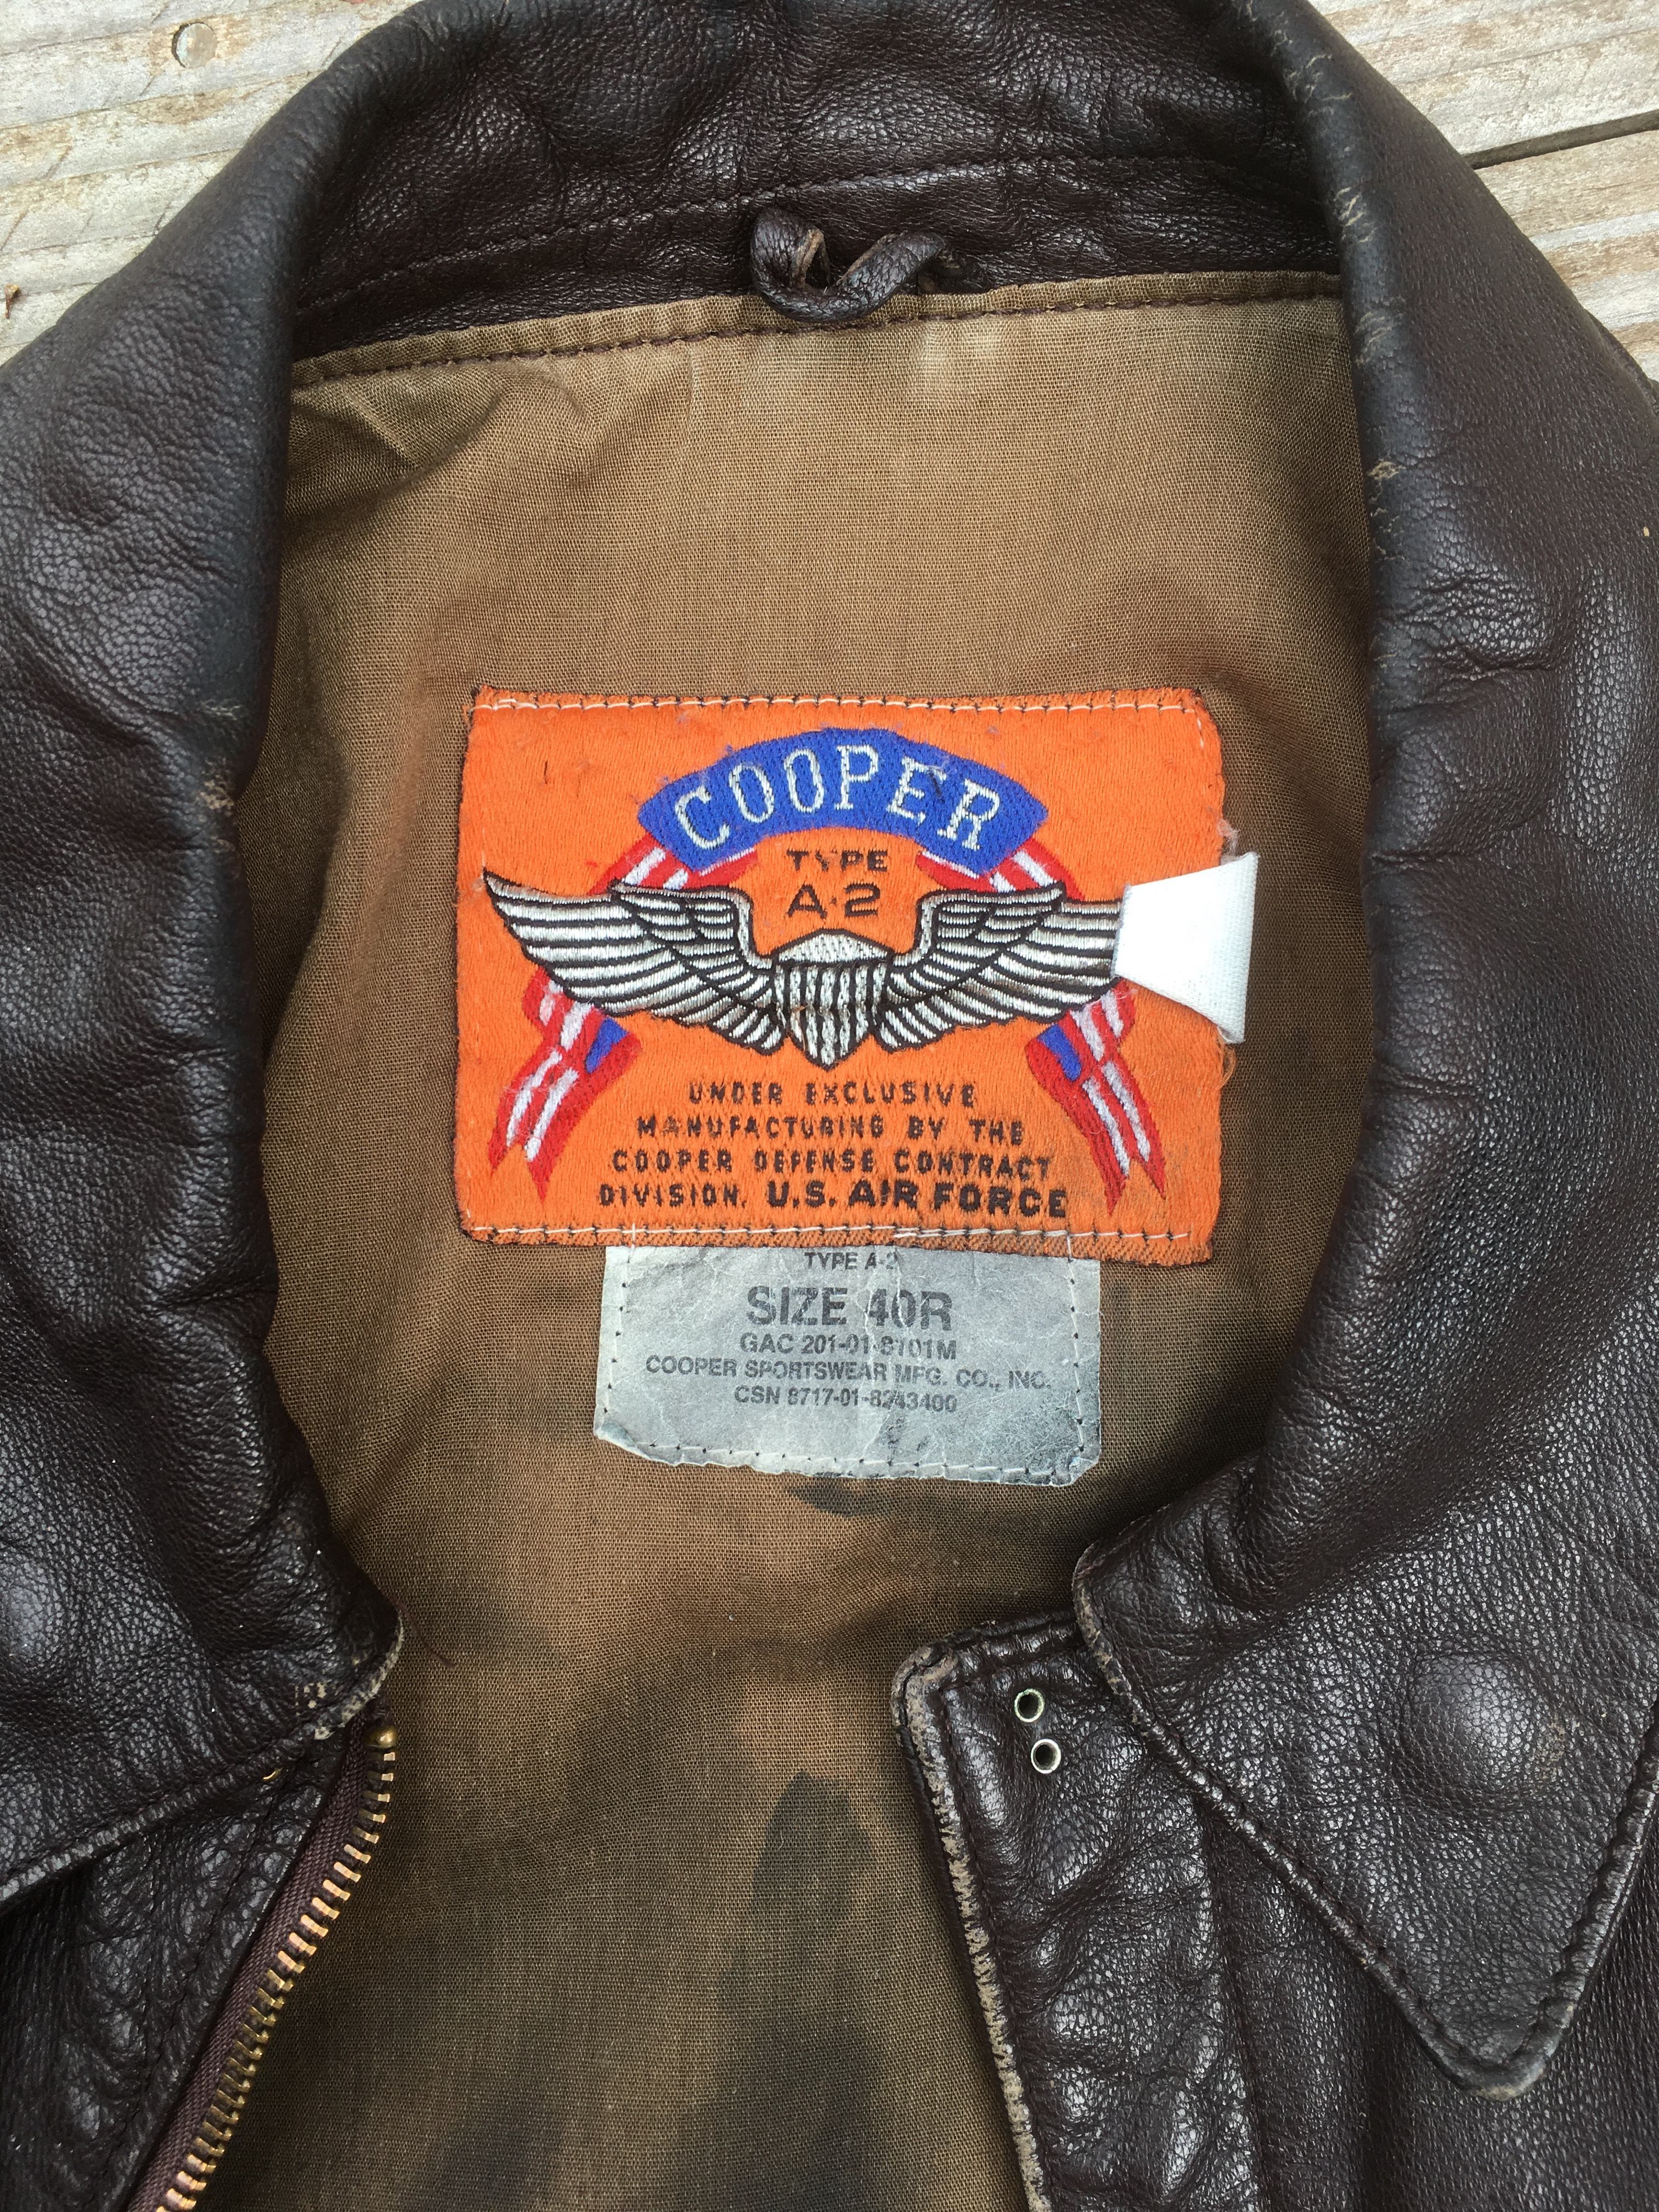 COOPER
TYPE
A-2
UNDER EXCLUSIVE
MANUFACTURING BY THE
COOPER DEFENSE CONTRACT
DIVISION. U.S. AIR FORCE
TYPE A-2
SIZE 40R
GAC 201-01-8101M
COOPER SPORTSWEAR MFG. CO., INC.
CSN 8717-01-8243400